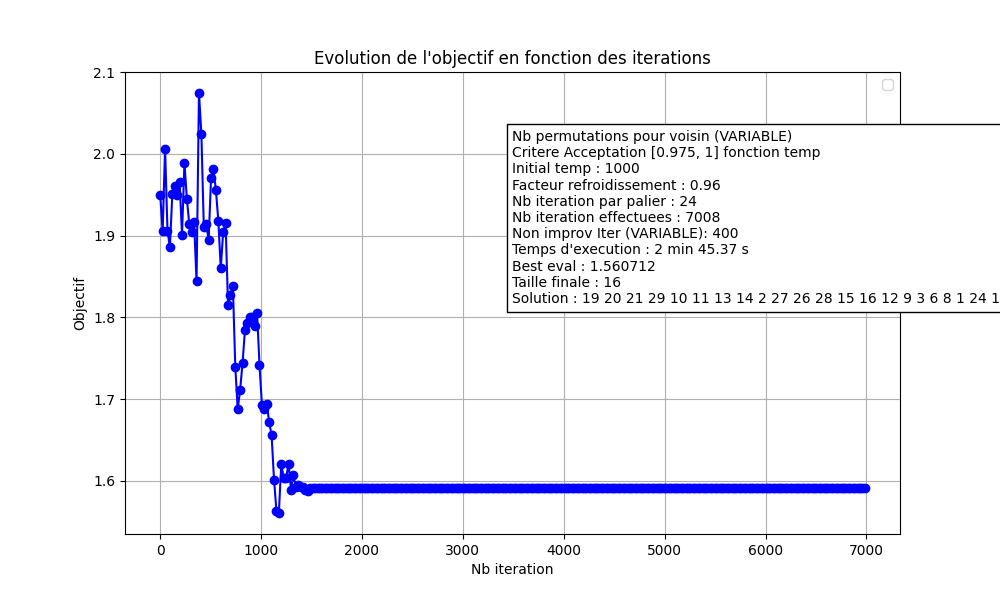 Evolution de l'objectif en fonction des iterations
2.1
2.0
1.9
1.8
1.7
1.6
Objectif
Nb permutations pour voisin (VARIABLE)
Critere Acceptation [0.975, 1] fonction temp
Initial temp : 1000
Facteur refroidissement : 0.96
Nb iteration par palier : 24
Nb iteration effectuees : 7008
Non improv Iter (VARIABLE): 400
Temps d'execution : 2 min 45.37 s
Best eval : 1.560712
Taille finale : 16
Solution : 19 20 21 29 10 11 13 14 2 27 26 28 15 16 12 9 3 6 8 1 24 1
0 1000 2000 3000 4000 5000 6000 7000
Nb iteration